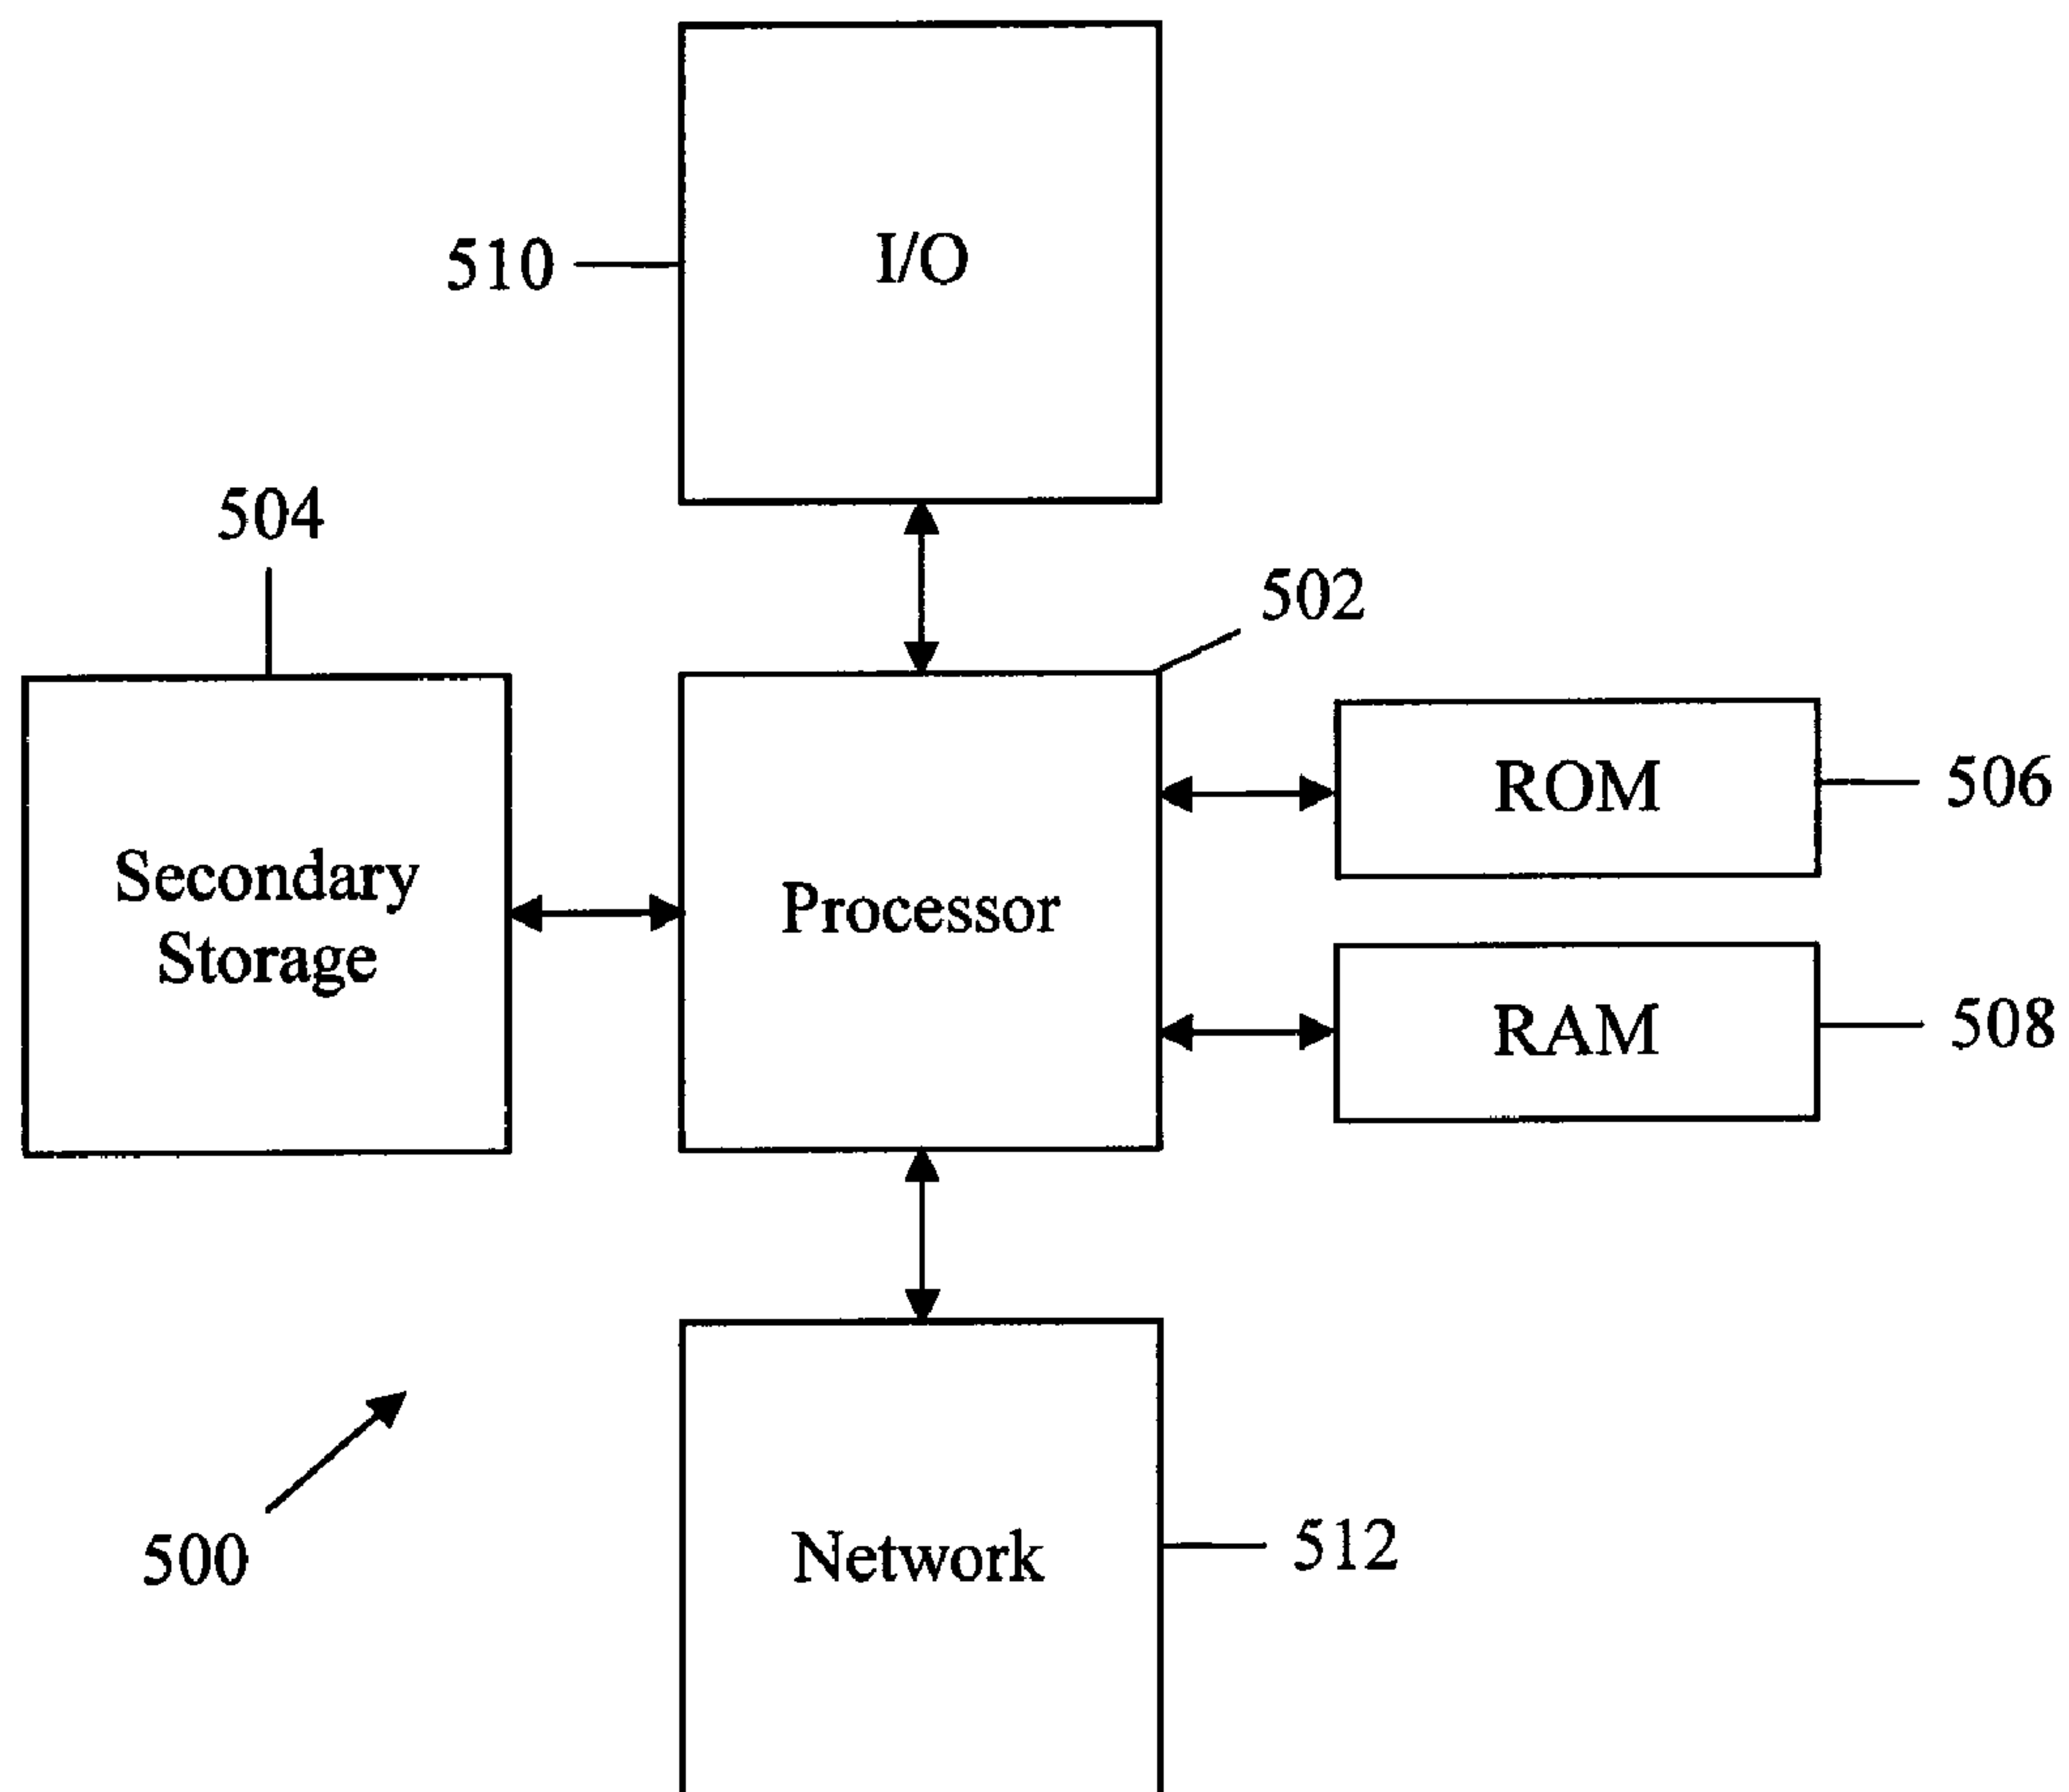 I/O
510
504
502
ROM
506
Secondary
Storage
Processor
RAM
508
500
Network
512